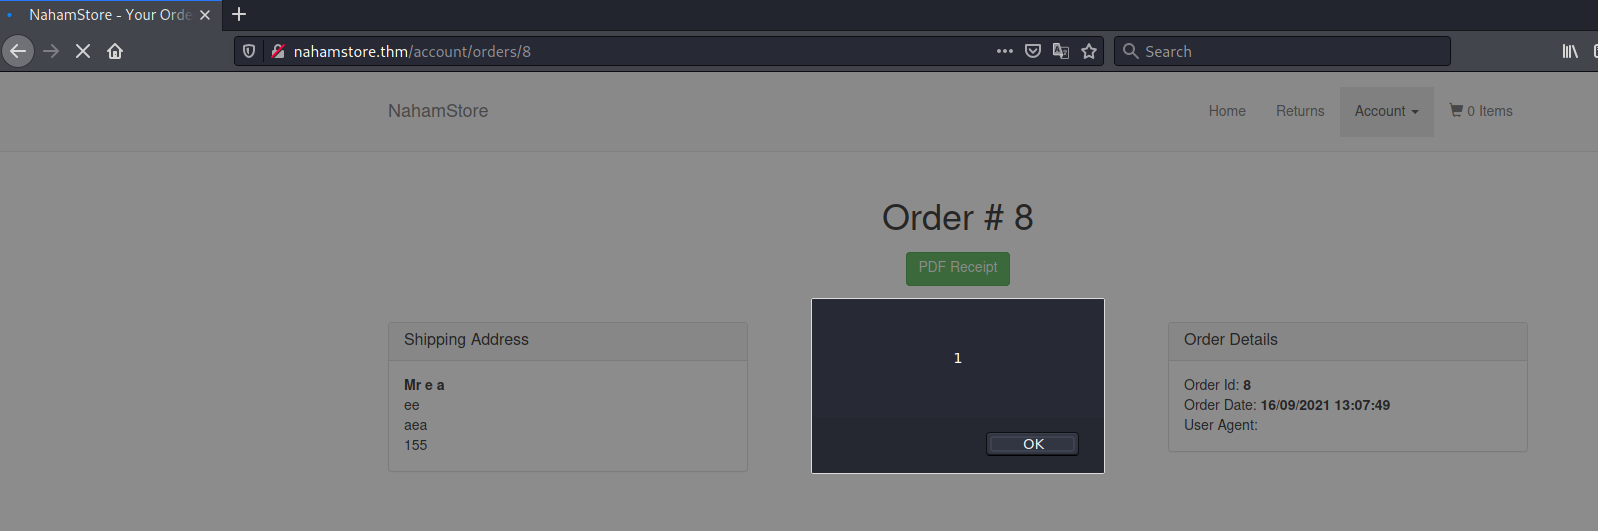 NahamStore - Your Orde
nahamstore.thm/account/orders/8
Search
NahamStore
Home
Returns
Account
0 Items
Order # 8
PDF Receipt
1
OK
Shipping Address
Mr e a
ee
aea
155
Order Details
Order Id: 8
Order Date: 16/09/2021 13:07:49
User Agent: